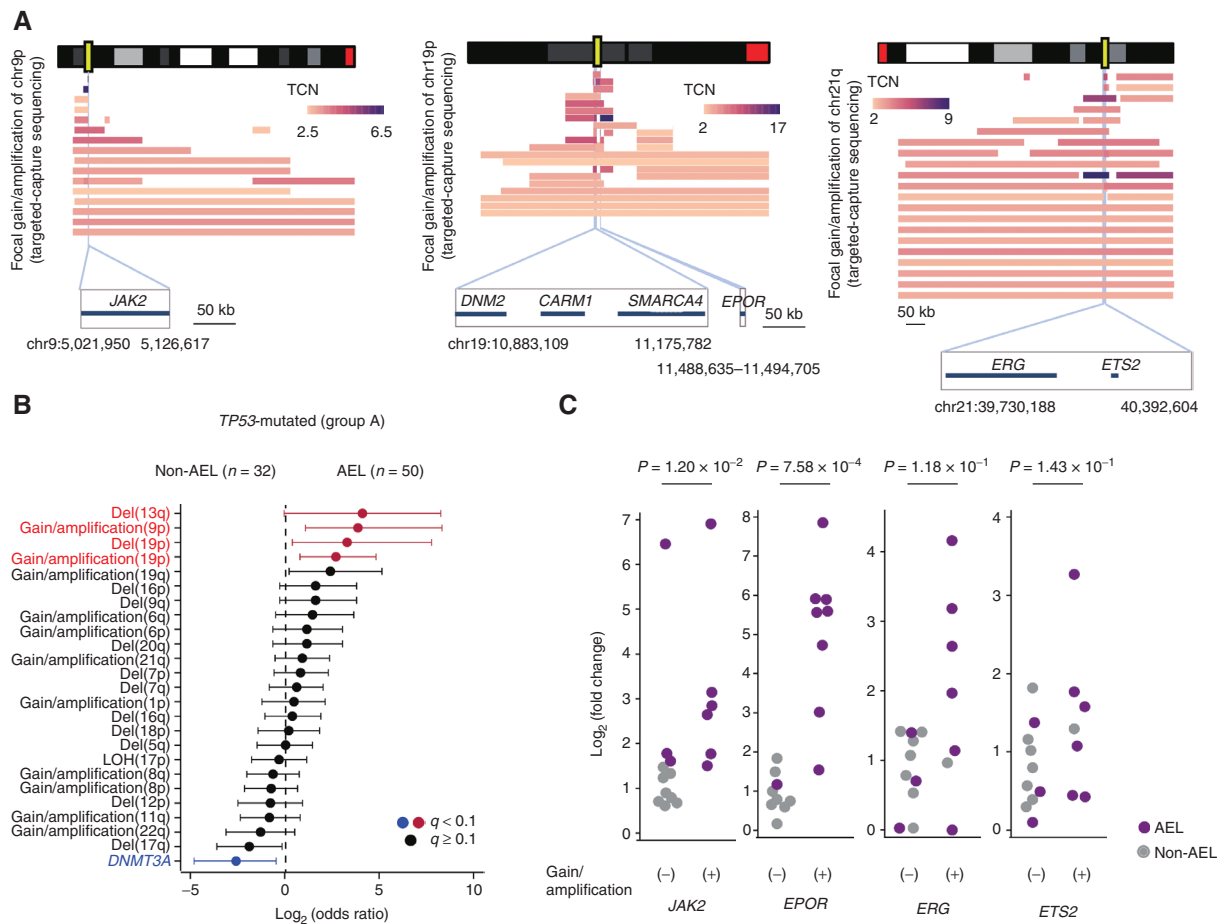 A
Focal gain/amplification of chr9p
(targeted-capture sequencing)
TCN
2.5
6.5
JAK2
50 kb
chr9:5,021,950
5,126,617
Focal gain/amplification of chr19p
(targeted-capture sequencing)
TCN
2
17
DNM2
CARM1
SMARCA4
EPOR
50 kb
chr19:10,883,109
11,175,782
11,488,635–11,494,705
Focal gain/amplification of chr21q
(targeted-capture sequencing)
TCN
2
9
50 kb
ERG
ETS2
chr21:39,730,188
40,392,604
B
TP53-mutated (group A)
Non-AEL (n = 32)
AEL (n = 50)
Del(13q)
Gain/amplification(9p)
Del(19p)
Gain/amplification(19p)
Gain/amplification(19q)
Del(16p)
Del(9q)
Gain/amplification(6q)
Gain/amplification(6p)
Del(20q)
Gain/amplification(21q)
Del(7p)
Del(7q)
Gain/amplification(1p)
Del(16q)
Del(18p)
Del(5q)
LOH(17p)
Gain/amplification(8q)
Gain/amplification(8p)
Del(12p)
Gain/amplification(11q)
Gain/amplification(22q)
Del(17q)
DNMT3A
q < 0.1
q ≥ 0.1
−5
0
5
10
Log2 (odds ratio)
C
P = 1.20 × 10−2
P = 7.58 × 10−4
P = 1.18 × 10−1
P = 1.43 × 10−1
Log2 (fold change)
7
6
5
4
3
2
1
0
8
7
6
5
4
3
2
1
0
4
3
2
1
0
4
3
2
1
0
AEL
Non-AEL
Gain/
amplification
(−)
(+)
(−)
(+)
(−)
(+)
(−)
(+)
JAK2
EPOR
ERG
ETS2